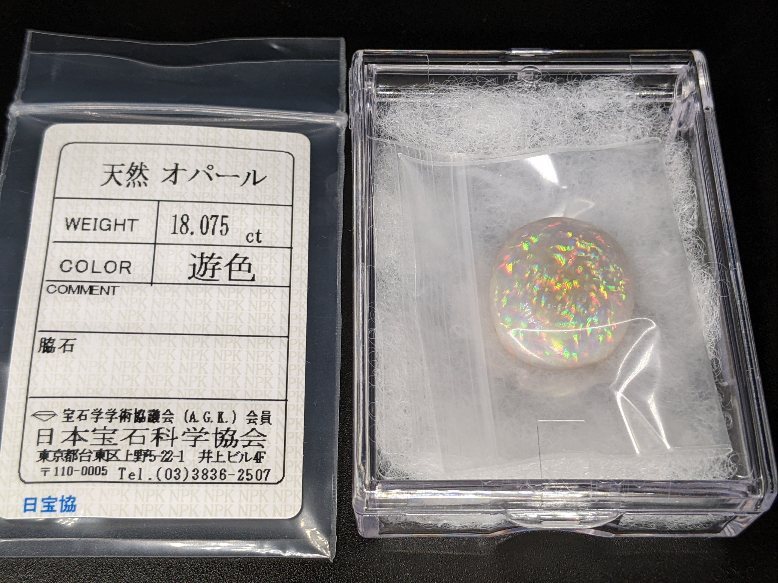 天然 オパール
WEIGHT 18.075 ct
COLOR 遊色
COMMENT
脇石
宝石学学術協議会 (A.G.K.) 会員
日本宝石科学協会
東京都台東区上野5-22-1 井上ビル4F
〒110-0005 Tel.(03)3836-2507
日宝協